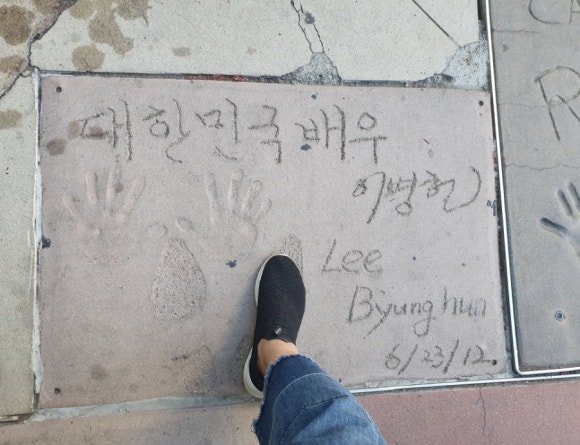 대한민국 배우
이병헌
Lee
Byung hun
6/23/12